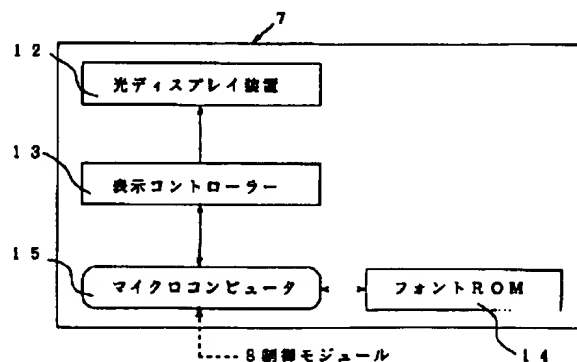 7
12
光ディスプレイ装置
13
表示コントローラー
15
マイクロコンピュータ
フォントROM
8制御モジュール
14